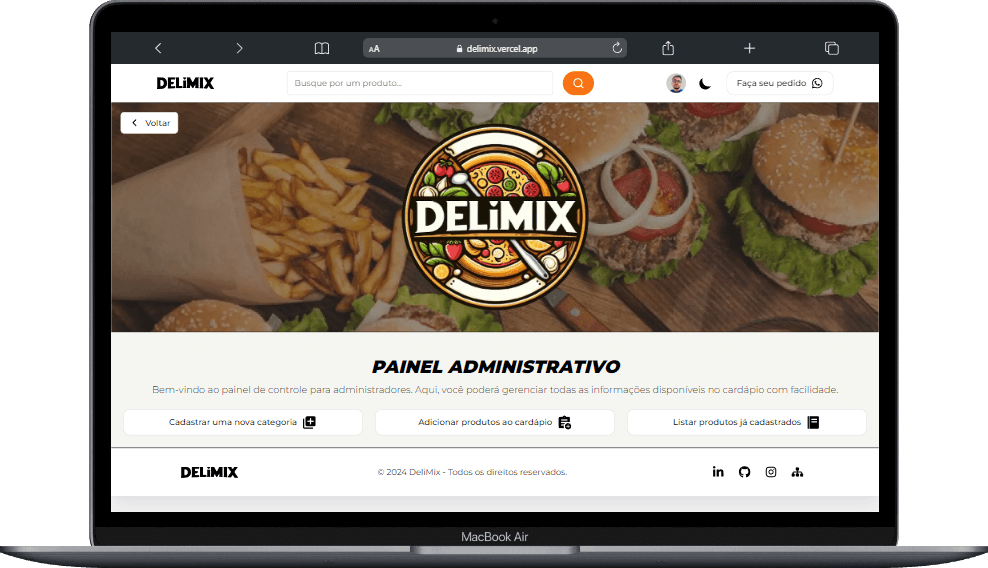 AA delimix.vercel.app
DELiMIX
Busque por um produto...
Faça seu pedido
Voltar
DELiMIX
PAINEL ADMINISTRATIVO
Bem-vindo ao painel de controle para administradores. Aqui, você poderá gerenciar todas as informações disponíveis no cardápio com facilidade.
Cadastrar uma nova categoria
Adicionar produtos ao cardápio
Listar produtos já cadastrados
DELiMIX
© 2024 DeliMix - Todos os direitos reservados.
in
MacBook Air